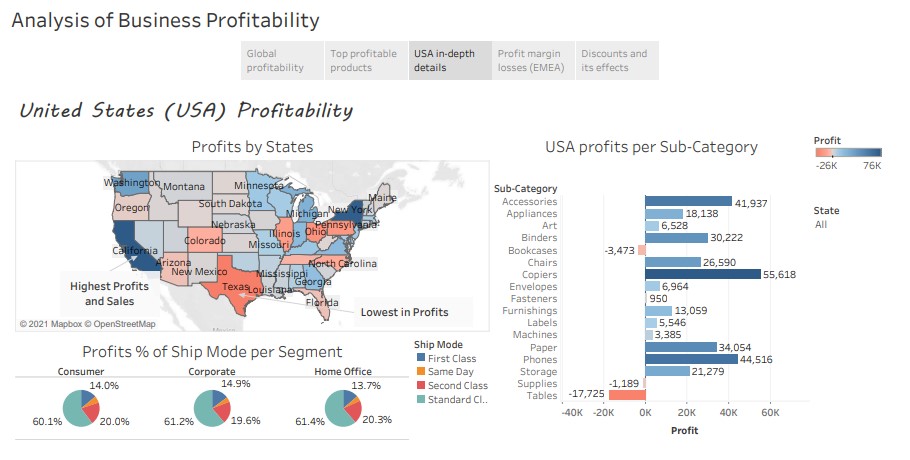 Analysis of Business Profitability
Global profitability
Top profitable products
USA in-depth details
Profit margin losses (EMEA)
Discounts and its effects
United States (USA) Profitability
Profits by States
Washington
Montana
Minnesota
Maine
Oregon
South Dakota
Michigan
New York
Nebraska
Illinois
Ohio
Pennsylvania
Colorado
Missouri
California
Arizona
New Mexico
Mississippi
North Carolina
Texas
Louisiana
Georgia
Florida
Highest Profits
and Sales
Lowest in Profits
Mexico
© 2021 Mapbox © OpenStreetMap
USA profits per Sub-Category
Sub-Category
Accessories 41,937
Appliances 18,138
Art 6,528
Binders 30,222
Bookcases -3,473
Chairs 26,590
Copiers 55,618
Envelopes 6,964
Fasteners 950
Furnishings 13,059
Labels 5,546
Machines 3,385
Paper 34,054
Phones 44,516
Storage 21,279
Supplies -1,189
Tables -17,725
-40K -20K 0K 20K 40K 60K
Profit
Profit
-26K 76K
State
All
Profits % of Ship Mode per Segment
Consumer
14.0%
60.1% 20.0%
Corporate
14.9%
61.2% 19.6%
Home Office
13.7%
61.4% 20.3%
Ship Mode
First Class
Same Day
Second Class
Standard Cl..